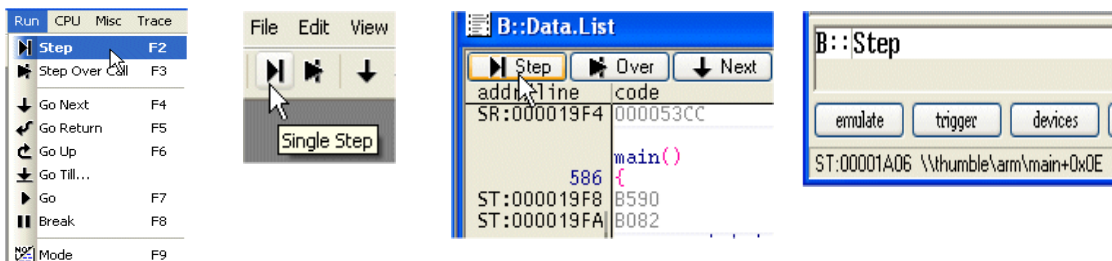 Run CPU Misc Trace
Step F2
Step Over Call F3
Go Next F4
Go Return F5
Go Up F6
Go Till...
Go F7
Break F8
Mode F9
File Edit View
Single Step
B::Data.List
Step Over Next
addr/line code
SR:000019F4 000053CC
main()
586 {
ST:000019F8 B590
ST:000019FA B082
B::Step
emulate trigger devices
ST:00001A06 \\thumble\arm\main+0x0E